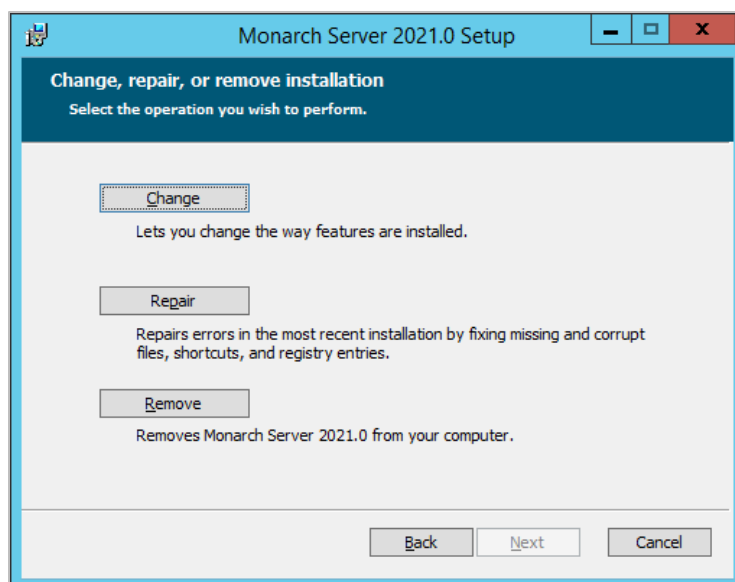 Monarch Server 2021.0 Setup
Change, repair, or remove installation
Select the operation you wish to perform.
Change
Lets you change the way features are installed.
Repair
Repairs errors in the most recent installation by fixing missing and corrupt
files, shortcuts, and registry entries.
Remove
Removes Monarch Server 2021.0 from your computer.
Back Next Cancel